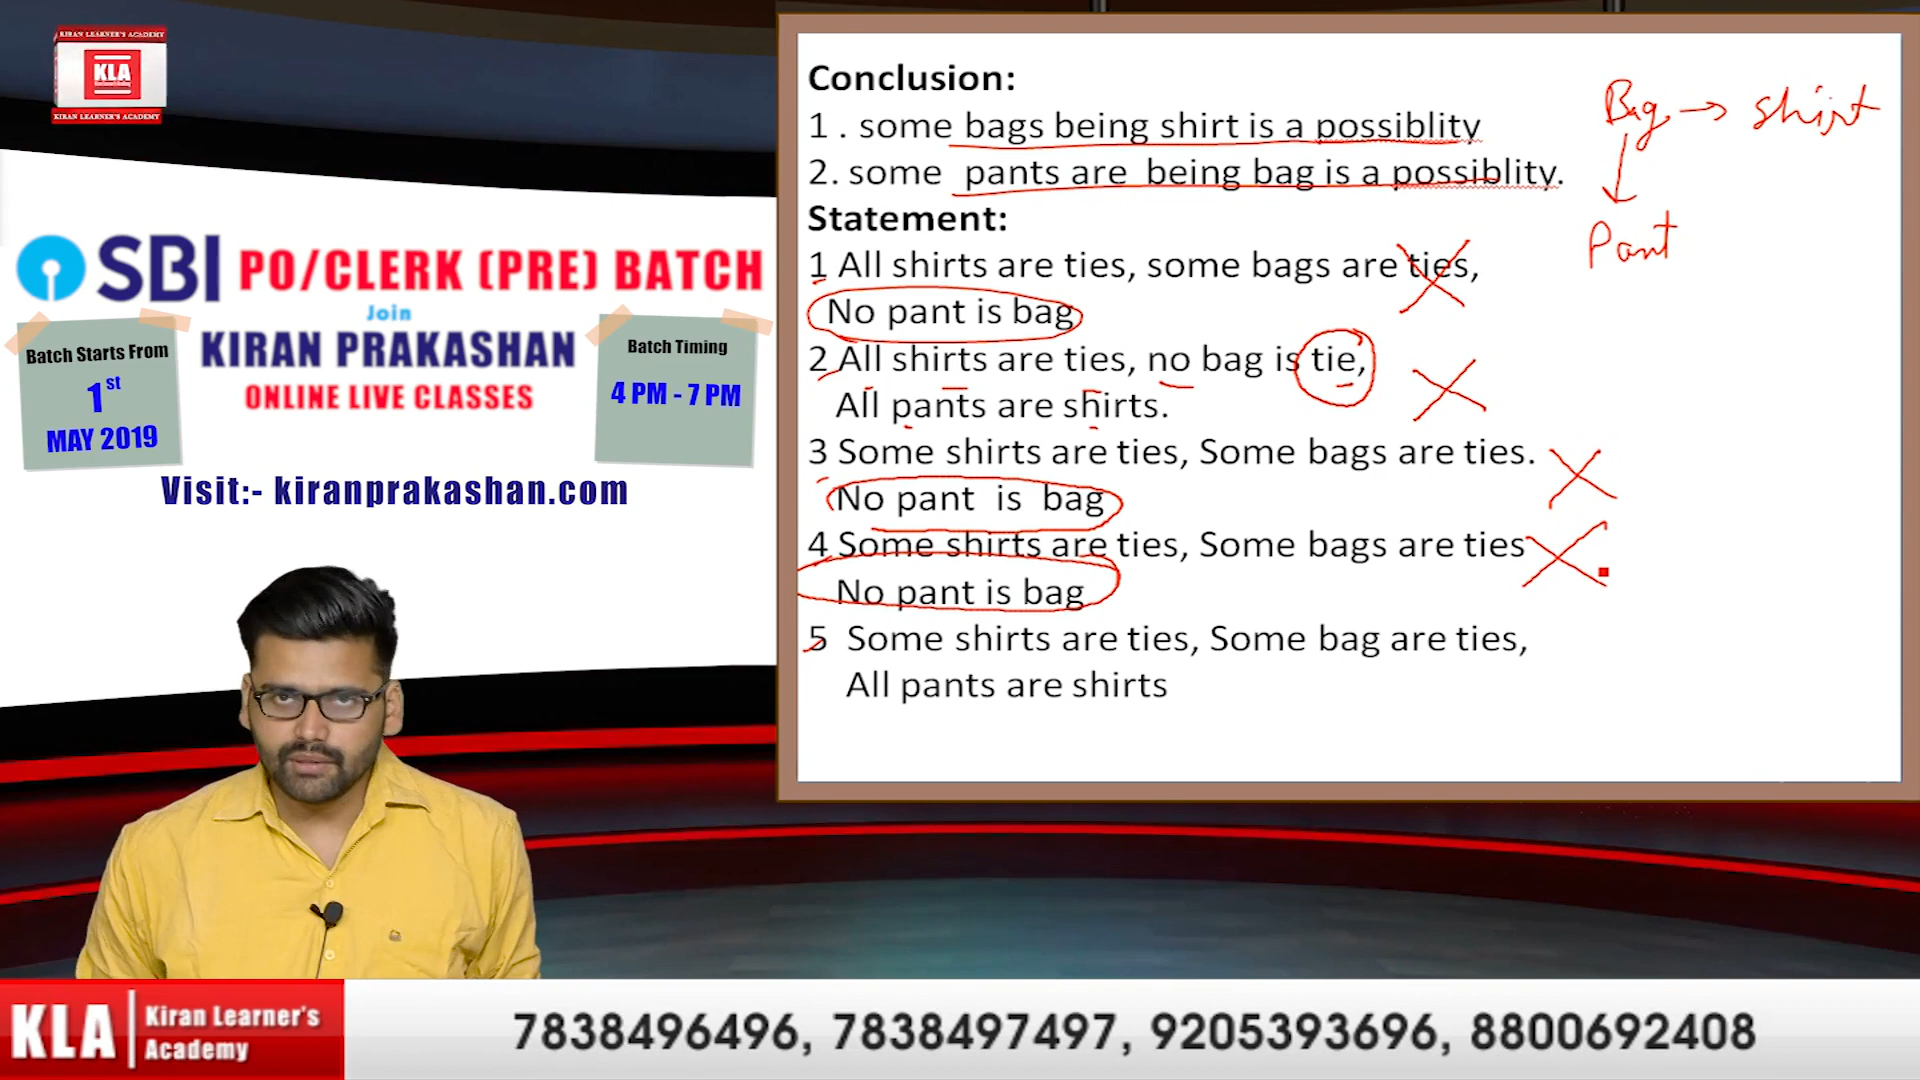 KIRAN LEARNER'S ACADEMY
KLA
KIRAN LEARNER'S ACADEMY
SBI PO/CLERK (PRE) BATCH
Join
KIRAN PRAKASHAN
ONLINE LIVE CLASSES
Batch Starts From
1st
MAY 2019
Batch Timing
4 PM - 7 PM
Visit:- kiranprakashan.com
Conclusion:
1 . some bags being shirt is a possiblity
2. some pants are being bag is a possiblity.
Statement:
1 All shirts are ties, some bags are ties,
No pant is bag
2 All shirts are ties, no bag is tie,
All pants are shirts.
3 Some shirts are ties, Some bags are ties.
No pant is bag
4 Some shirts are ties, Some bags are ties
No pant is bag
5 Some shirts are ties, Some bag are ties,
All pants are shirts
Bag → shirt
Pant
KLA
Kiran Learner's
Academy
7838496496, 7838497497, 9205393696, 8800692408